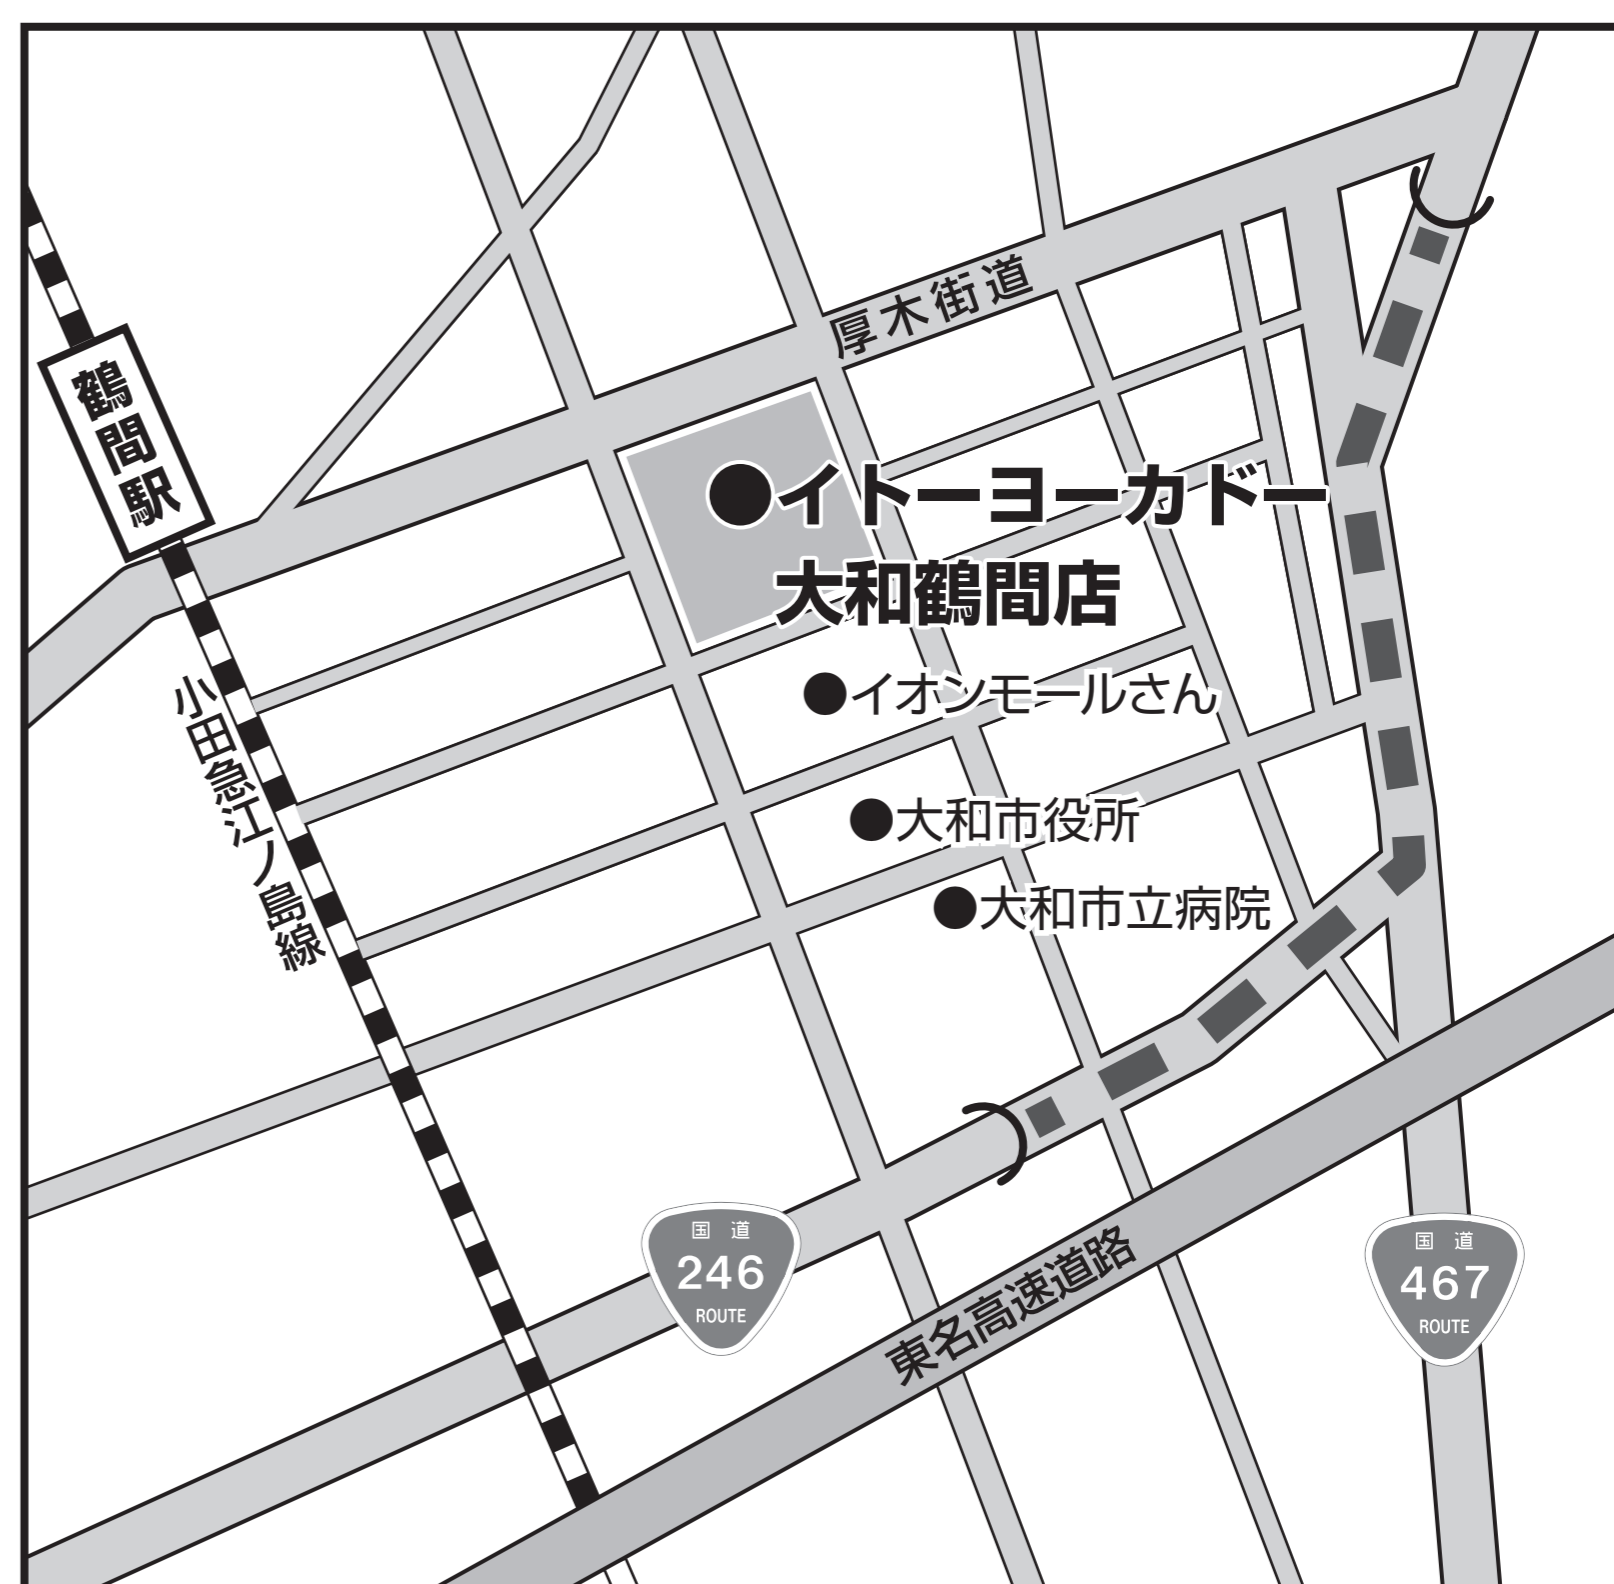 厚木街道
鶴間駅
●イトーヨーカドー
大和鶴間店
●イオンモールさん
小田急江ノ島線
●大和市役所
●大和市立病院
国道
246
ROUTE
国道
467
ROUTE
東名高速道路